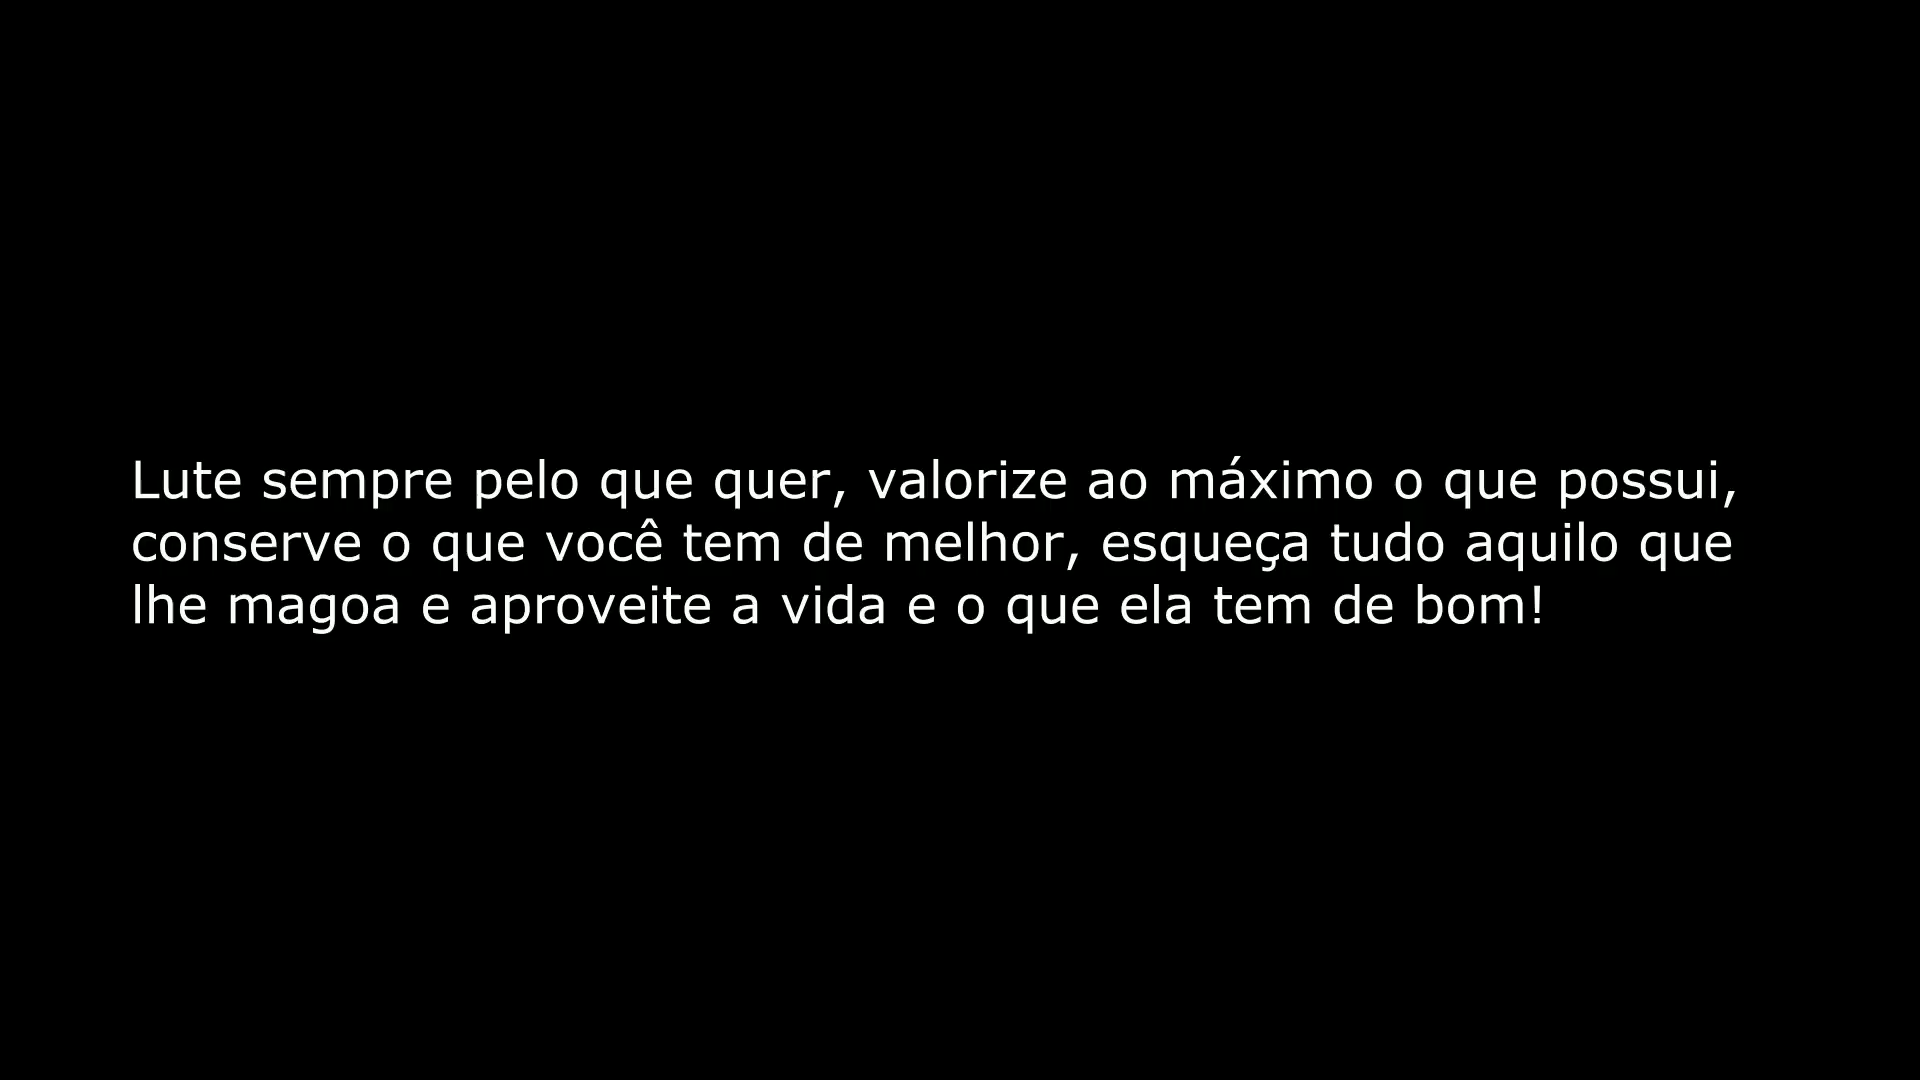 Lute sempre pelo que quer, valorize ao máximo o que possui,
conserve o que você tem de melhor, esqueça tudo aquilo que
lhe magoa e aproveite a vida e o que ela tem de bom!